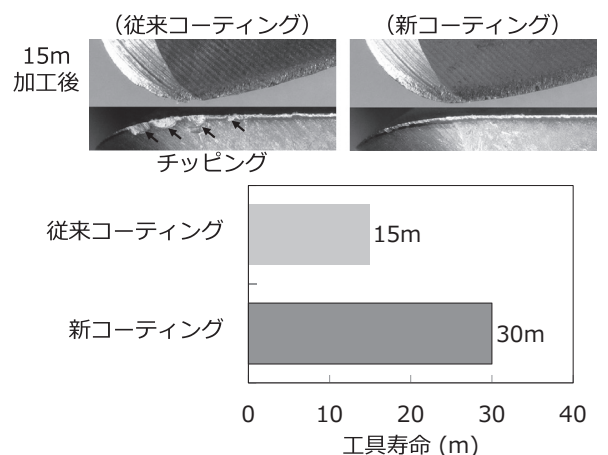 （従来コーティング）
（新コーティング）
15m
加工後
チッピング
従来コーティング
15m
新コーティング
30m
0 10 20 30 40
工具寿命 (m)